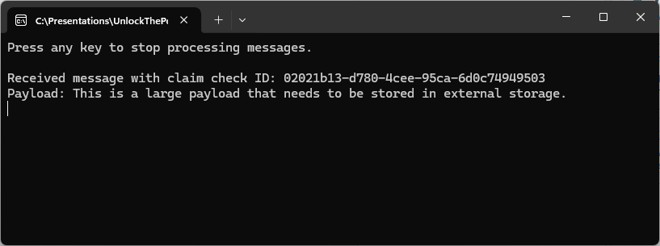 C:\Presentations\UnlockThePo
Press any key to stop processing messages.
Received message with claim check ID: 02021b13-d780-4cee-95ca-6d0c74949503
Payload: This is a large payload that needs to be stored in external storage.